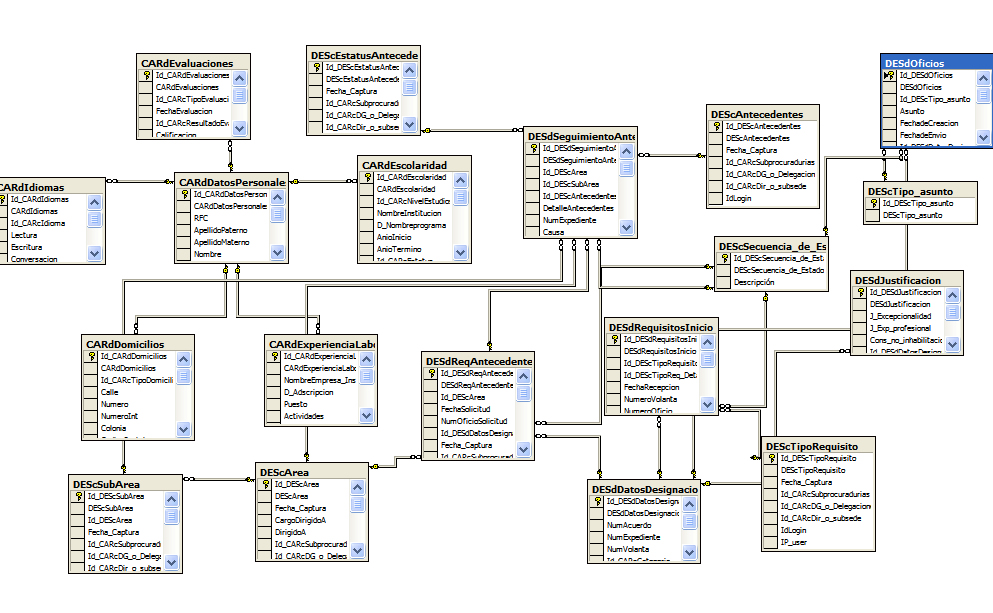 CARdEvaluaciones
Id_CARdEvaluaciones
CARdEvaluaciones
Id_CARcTipoEvaluaci
FechaEvaluacion
Id_CARcResultadoEv
Calificacion
DEScEstatusAntecede
Id_DEScEstatusAntec
DEScEstatusAntecede
Fecha_Captura
Id_CARcSubprocurad
Id_CARcDG_o_Delega
Id_CARcDir_o_subse
DESdSeguimientoAnte
Id_DESdSeguimientoA
DESdSeguimientoAnte
Id_DEScArea
Id_DEScSubArea
Id_DEScAntecedentes
DetalleAntecedentes
NumExpediente
Causa
DEScAntecedentes
Id_DEScAntecedentes
DEScAntecedentes
Fecha_Captura
Id_CARcSubprocuradurias
Id_CARcDG_o_Delegacion
Id_CARcDir_o_subsede
IdLogin
DESdOficios
Id_DESdOficios
DESdOficios
Id_DEScTipo_asunto
Asunto
FechadeCreacion
FechadeEnvio
CARdIdiomas
Id_CARdIdiomas
CARdIdiomas
Id_CARcIdioma
Lectura
Escritura
Conversacion
CARdDatosPersonale
Id_CARdDatosPerson
CARdDatosPersonale
RFC
ApellidoPaterno
ApellidoMaterno
Nombre
CARdEscolaridad
Id_CARdEscolaridad
CARdEscolaridad
Id_CARcNivelEstudio
NombreInstitucion
D_Nombreprograma
AnioInicio
AnioTermino
Id_CARcEstatus
DEScTipo_asunto
Id_DEScTipo_asunto
DEScTipo_asunto
DEScSecuencia_de_Es
Id_DEScSecuencia_de_Est
DEScSecuencia_de_Estado
Descripción
DESdJustificacion
Id_DESdJustificacion
DESdJustificacion
J_Excepcionalidad
J_Exp_profesional
Cons_no_inhabilitacio
Id_DESdDatosDesign
CARdDomicilios
Id_CARdDomicilios
CARdDomicilios
Id_CARcTipoDomicili
Calle
Numero
NumeroInt
Colonia
CARdExperienciaLabo
Id_CARdExperienciaL
CARdExperienciaLabo
NombreEmpresa_Ins
D_Adscripcion
Puesto
Actividades
DESdReqAntecedente
Id_DESdReqAntecede
DESdReqAntecedente
Id_DEScArea
FechaSolicitud
NumOficioSolicitud
Id_DESdDatosDesign
Fecha_Captura
Id_CARcSubprocurad
DESdRequisitosInicio
Id_DESdRequisitosIni
DESdRequisitosInicio
Id_DEScTipoRequisito
Id_DEScTipoReq_Det
FechaRecepcion
NumeroVolanta
NumeroOficio
DEScTipoRequisito
Id_DEScTipoRequisito
DEScTipoRequisito
Fecha_Captura
Id_CARcSubprocuradurias
Id_CARcDG_o_Delegacion
Id_CARcDir_o_subsede
IdLogin
IP_user
DEScSubArea
Id_DEScSubArea
DEScSubArea
Id_DEScArea
Fecha_Captura
Id_CARcSubprocurad
Id_CARcDG_o_Delega
Id_CARcDir_o_subse
DEScArea
Id_DEScArea
DEScArea
Fecha_Captura
CargoDirigidoA
DirigidoA
Id_CARcSubprocurad
Id_CARcDG_o_Deleg
DESdDatosDesignacio
Id_DESdDatosDesign
DESdDatosDesignacio
NumAcuerdo
NumExpediente
NumVolanta
Id_CARcCategoria